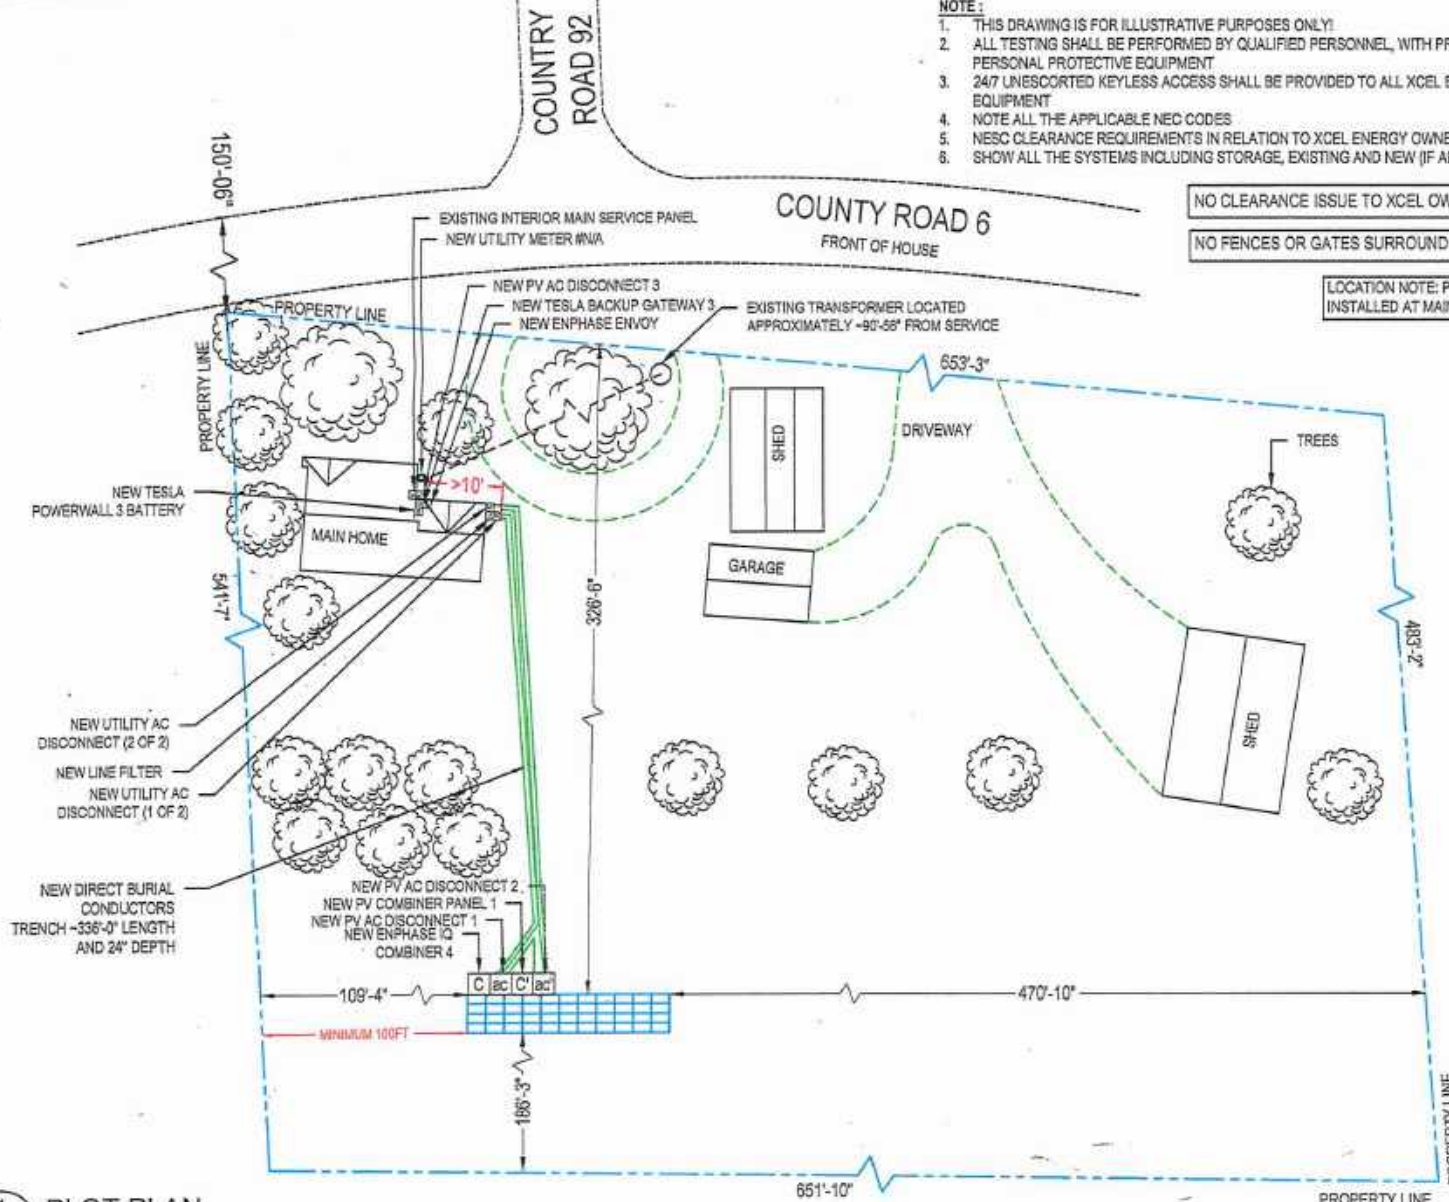 COUNTRY
ROAD 92
NOTE:
1. THIS DRAWING IS FOR ILLUSTRATIVE PURPOSES ONLY!
2. ALL TESTING SHALL BE PERFORMED BY QUALIFIED PERSONNEL, WITH
PERSONAL PROTECTIVE EQUIPMENT
3. 24/7 UNESCORTED KEYLESS ACCESS SHALL BE PROVIDED TO ALL XCEL
EQUIPMENT
4. NOTE ALL THE APPLICABLE NEC CODES
5. NESC CLEARANCE REQUIREMENTS IN RELATION TO XCEL ENERGY
6. SHOW ALL THE SYSTEMS INCLUDING STORAGE, EXISTING AND NEW (IF
NO CLEARANCE ISSUE TO XCEL
NO FENCES OR GATES
LOCATION NOTE:
INSTALLED AT
150'-06"
COUNTY ROAD 6
FRONT OF HOUSE
EXISTING INTERIOR MAIN SERVICE PANEL
NEW UTILITY METER #N/A
NEW PV AC DISCONNECT 3
NEW TESLA BACKUP GATEWAY 3
NEW ENPHASE ENVOY
EXISTING TRANSFORMER LOCATED
APPROXIMATELY ~90'-58" FROM SERVICE
PROPERTY LINE
PROPERTY LINE
653'-3"
SHED
DRIVEWAY
TREES
NEW TESLA
POWERWALL 3 BATTERY
>10'
MAIN HOME
GARAGE
541'-7"
326'-6"
483'-2"
SHED
NEW UTILITY AC
DISCONNECT (2 OF 2)
NEW LINE FILTER
NEW UTILITY AC
DISCONNECT (1 OF 2)
NEW DIRECT BURIAL
CONDUCTORS
TRENCH ~336'-0" LENGTH
AND 24" DEPTH
NEW PV AC DISCONNECT 2
NEW PV COMBINER PANEL 1
NEW PV AC DISCONNECT 1
NEW ENPHASE IQ
COMBINER 4
C ac C' ac'
109'-4"
470'-10"
MINIMUM 100FT
186'-3"
651'-10"
PROPERTY LINE
PROPERTY LINE
PLOT PLAN